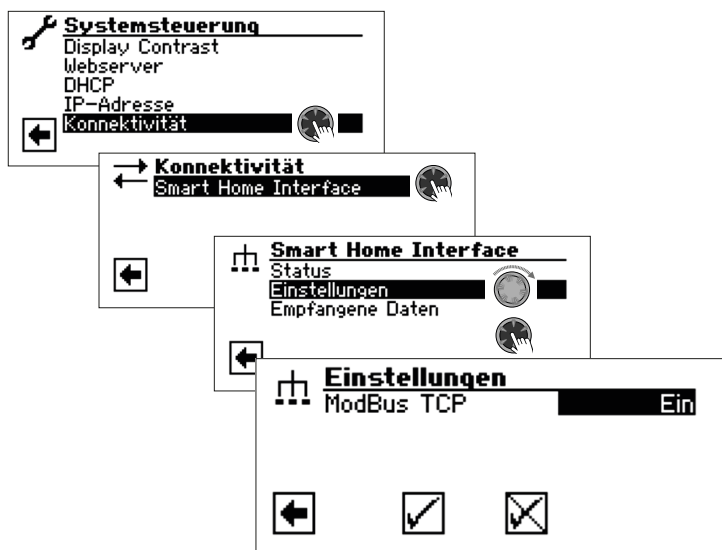 Systemsteuerung
Display Contrast
Webserver
DHCP
IP-Adresse
Konnektivität
Konnektivität
Smart Home Interface
Smart Home Interface
Status
Einstellungen
Empfangene Daten
Einstellungen
ModBus TCP Ein